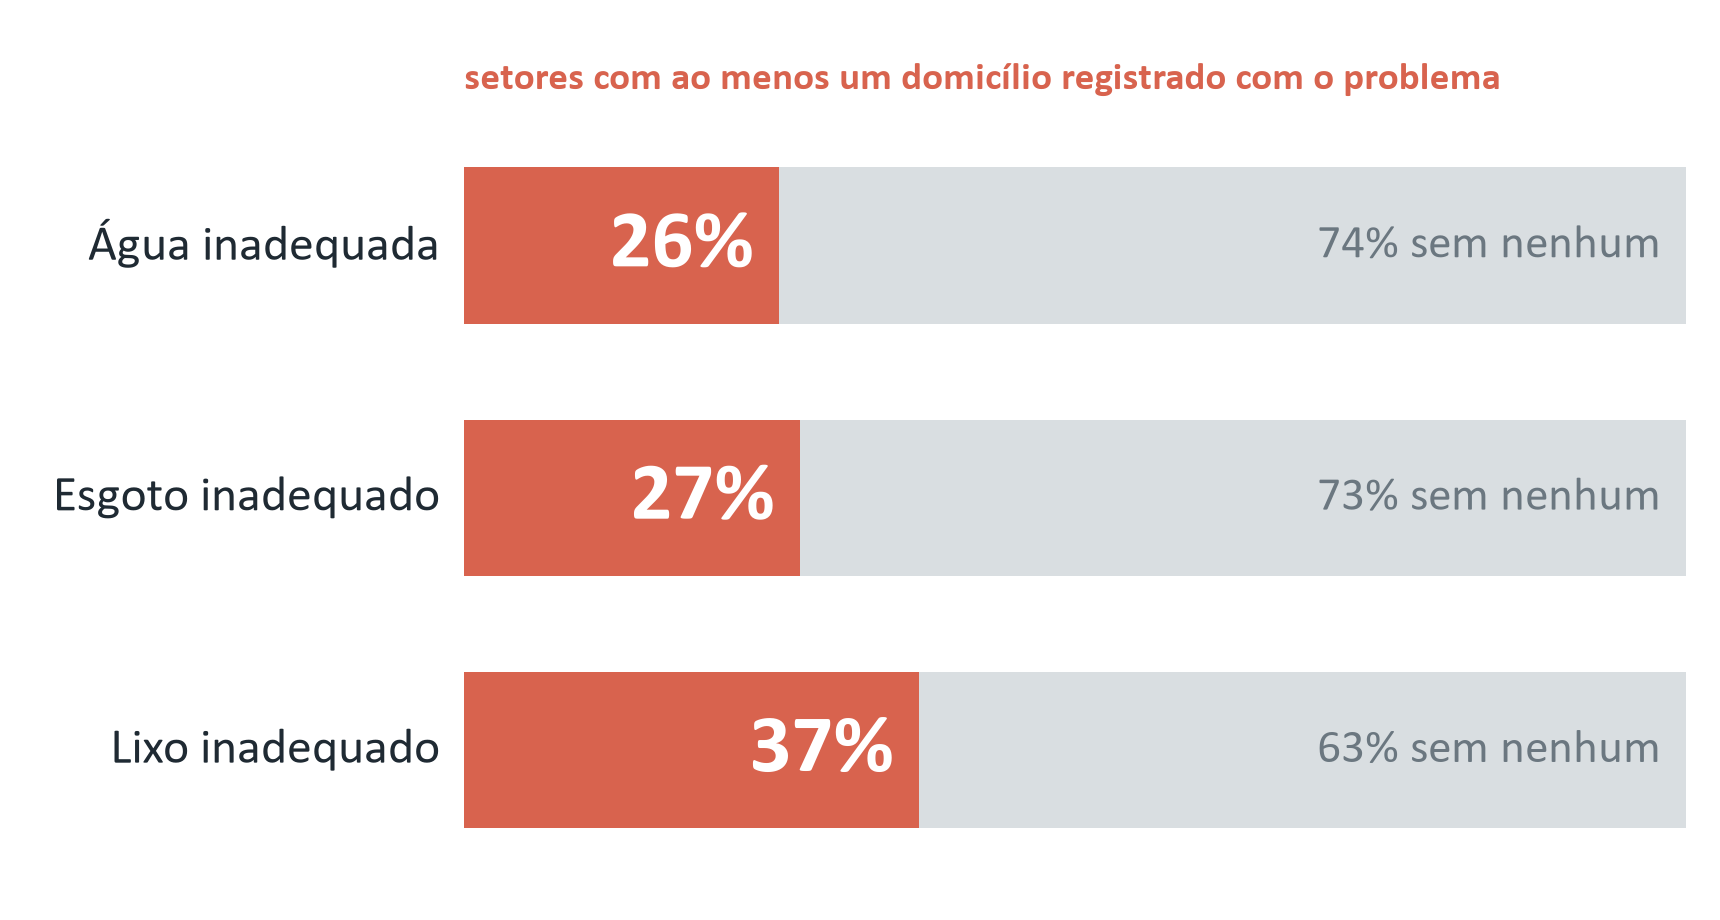 setores com ao menos um domicílio registrado com o problema
Água inadequada 26% 74% sem nenhum
Esgoto inadequado 27% 73% sem nenhum
Lixo inadequado 37% 63% sem nenhum